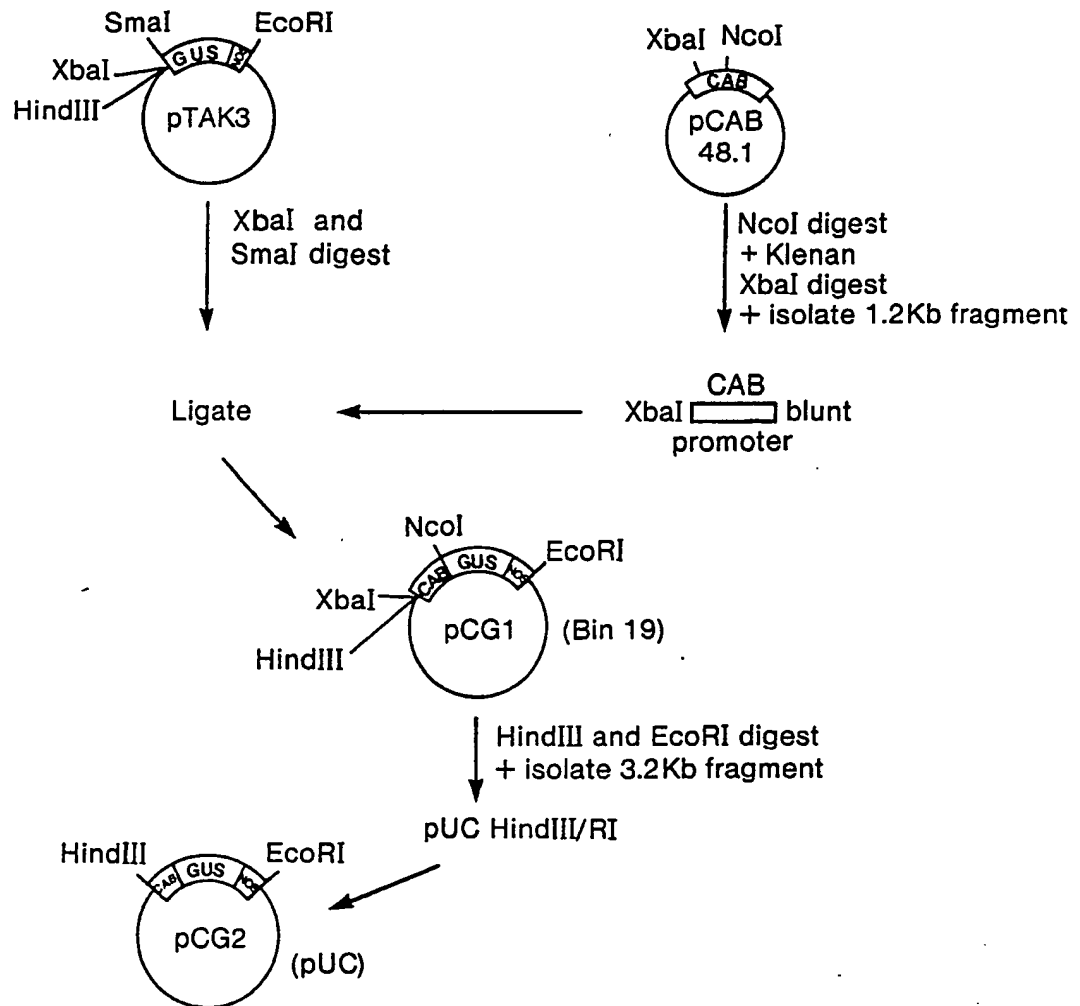 SmaI
EcoRI
GUS
XbaI
HindIII
pTAK3
XbaI
NcoI
CAB
pCAB
48.1
XbaI and
SmaI digest
NcoI digest
+ Klenan
XbaI digest
+ isolate 1.2Kb fragment
Ligate
CAB
XbaI
blunt
promoter
NcoI
EcoRI
CAB
GUS
NOS
XbaI
HindIII
pCG1
(Bin 19)
HindIII and EcoRI digest
+ isolate 3.2Kb fragment
pUC HindIII/RI
HindIII
EcoRI
CAB
GUS
NOS
pCG2
(pUC)